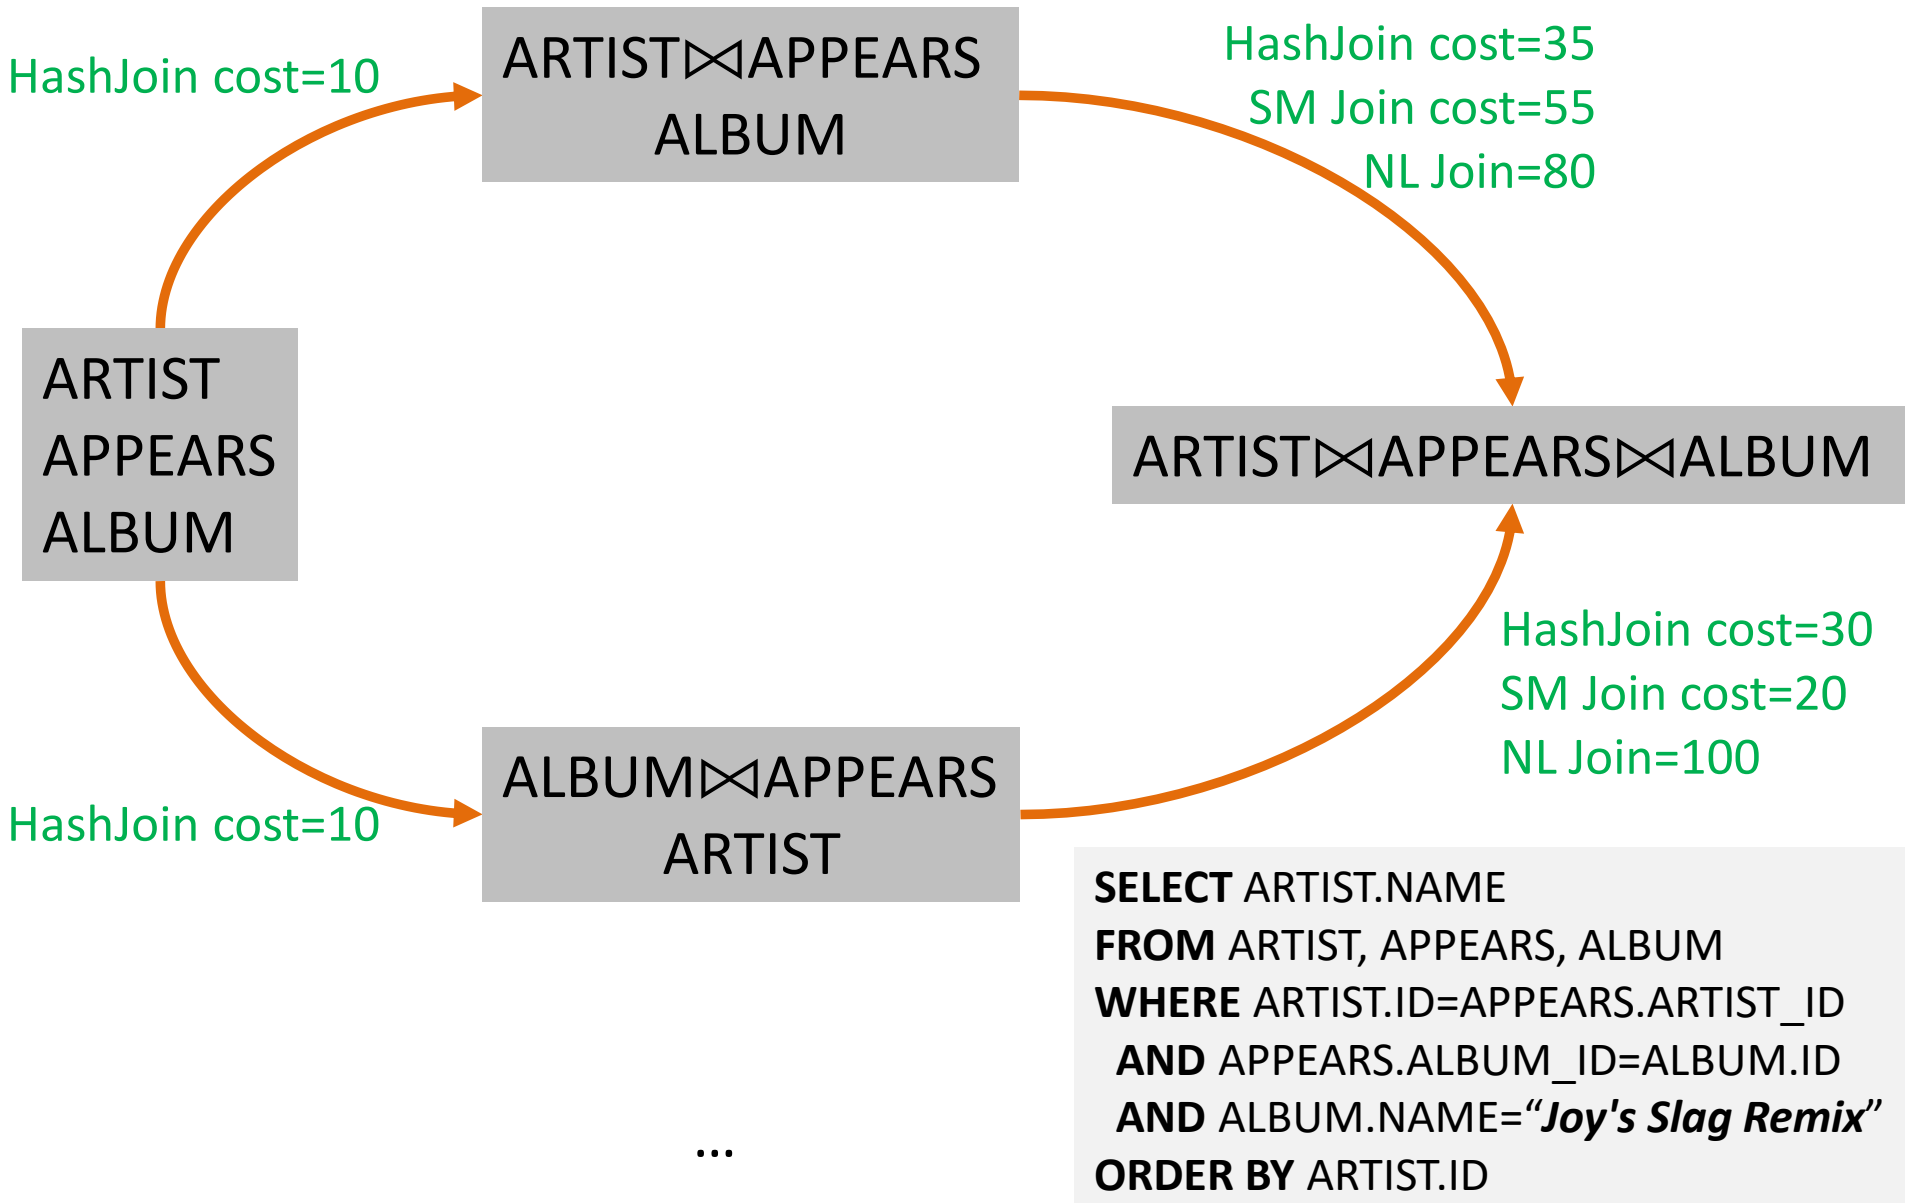 HashJoin cost=10
ARTIST⋈APPEARS
ALBUM
HashJoin cost=35
SM Join cost=55
NL Join=80
ARTIST
APPEARS
ALBUM
ARTIST⋈APPEARS⋈ALBUM
HashJoin cost=10
ALBUM⋈APPEARS
ARTIST
HashJoin cost=30
SM Join cost=20
NL Join=100
SELECT ARTIST.NAME
FROM ARTIST, APPEARS, ALBUM
WHERE ARTIST.ID=APPEARS.ARTIST_ID
AND APPEARS.ALBUM_ID=ALBUM.ID
AND ALBUM.NAME=“Joy's Slag Remix”
ORDER BY ARTIST.ID
...